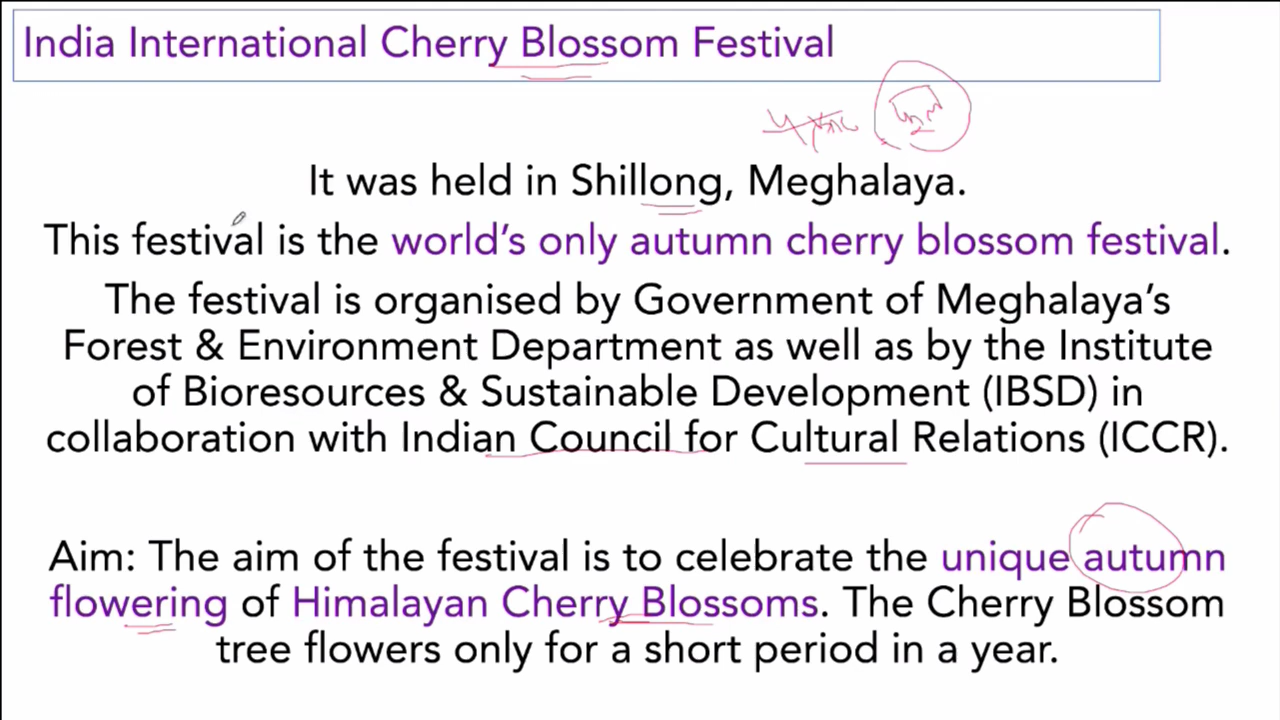 India International Cherry Blossom Festival
It was held in Shillong, Meghalaya.
This festival is the world's only autumn cherry blossom festival.
The festival is organised by Government of Meghalaya's
Forest & Environment Department as well as by the Institute
of Bioresources & Sustainable Development (IBSD) in
collaboration with Indian Council for Cultural Relations (ICCR).
Aim: The aim of the festival is to celebrate the unique autumn
flowering of Himalayan Cherry Blossoms. The Cherry Blossom
tree flowers only for a short period in a year.